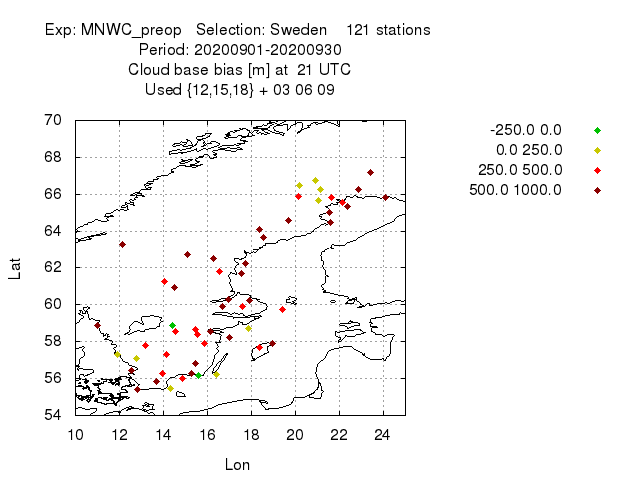 Exp: MNWC_preop   Selection: Sweden    121 stations
Period: 20200901-20200930
Cloud base bias [m] at  21 UTC
Used {12,15,18} + 03 06 09
-250.0 0.0
0.0 250.0
250.0 500.0
500.0 1000.0
Lat
70
68
66
64
62
60
58
56
54
10 12 14 16 18 20 22 24
Lon